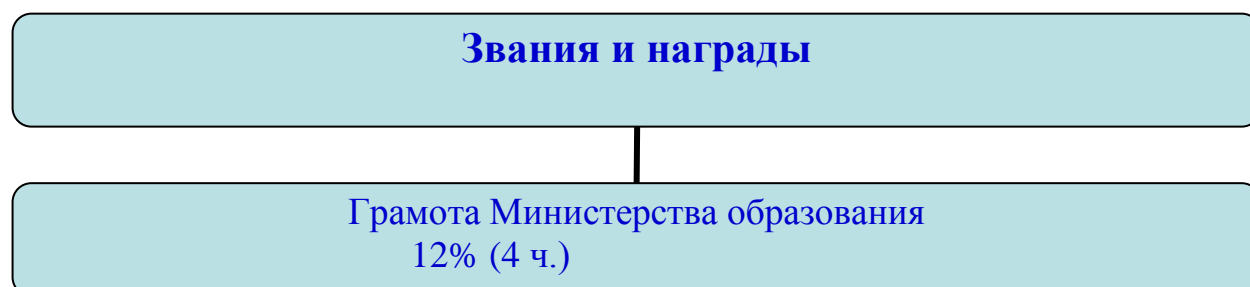 Звания и награды
Грамота Министерства образования
12% (4 ч.)